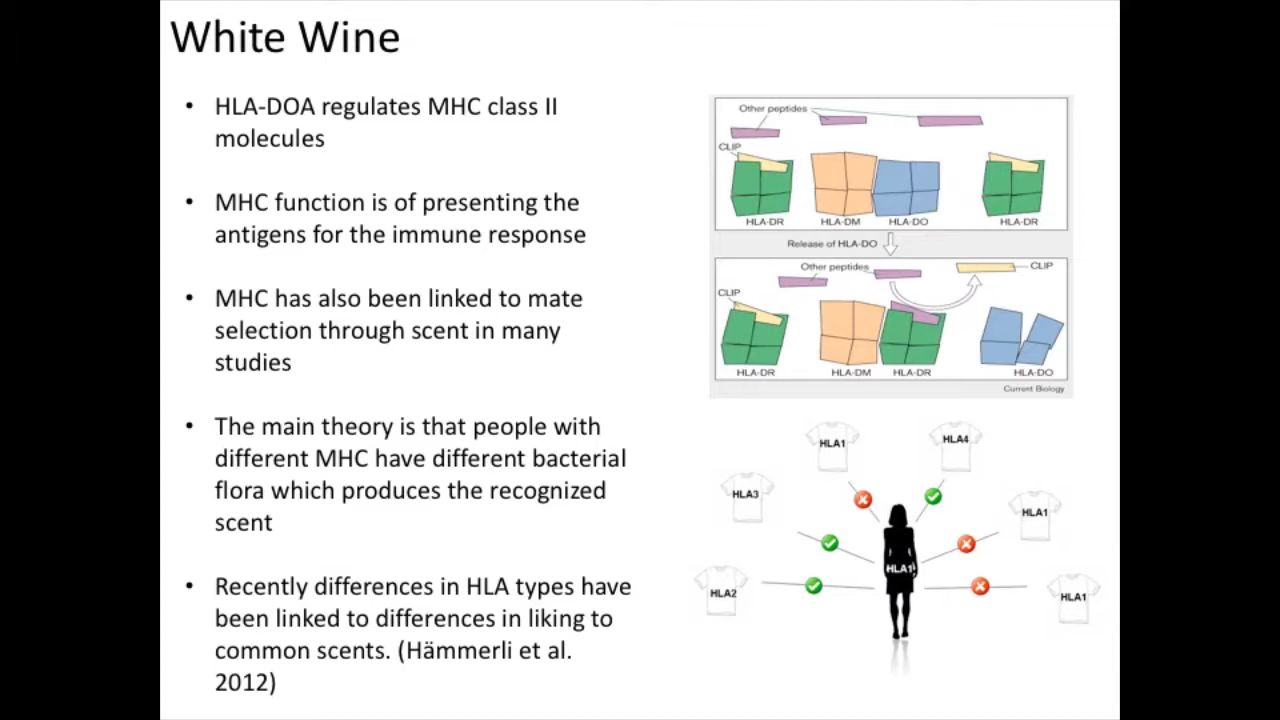 White Wine
• HLA-DOA regulates MHC class II
molecules
• MHC function is of presenting the
antigens for the immune response
• MHC has also been linked to mate
selection through scent in many
studies
• The main theory is that people with
different MHC have different bacterial
flora which produces the recognized
scent
• Recently differences in HLA types have
been linked to differences in liking to
common scents. (Hämmerli et al.
2012)
Other peptides
CLIP
HLA-DR HLA-DM HLA-DO HLA-DR
Release of HLA-DO
Other peptides CLIP
CLIP
HLA-DR HLA-DM HLA-DR HLA-DO
Current Biology
HLA1 HLA4
HLA3 HLA1
HLA1
HLA2 HLA1